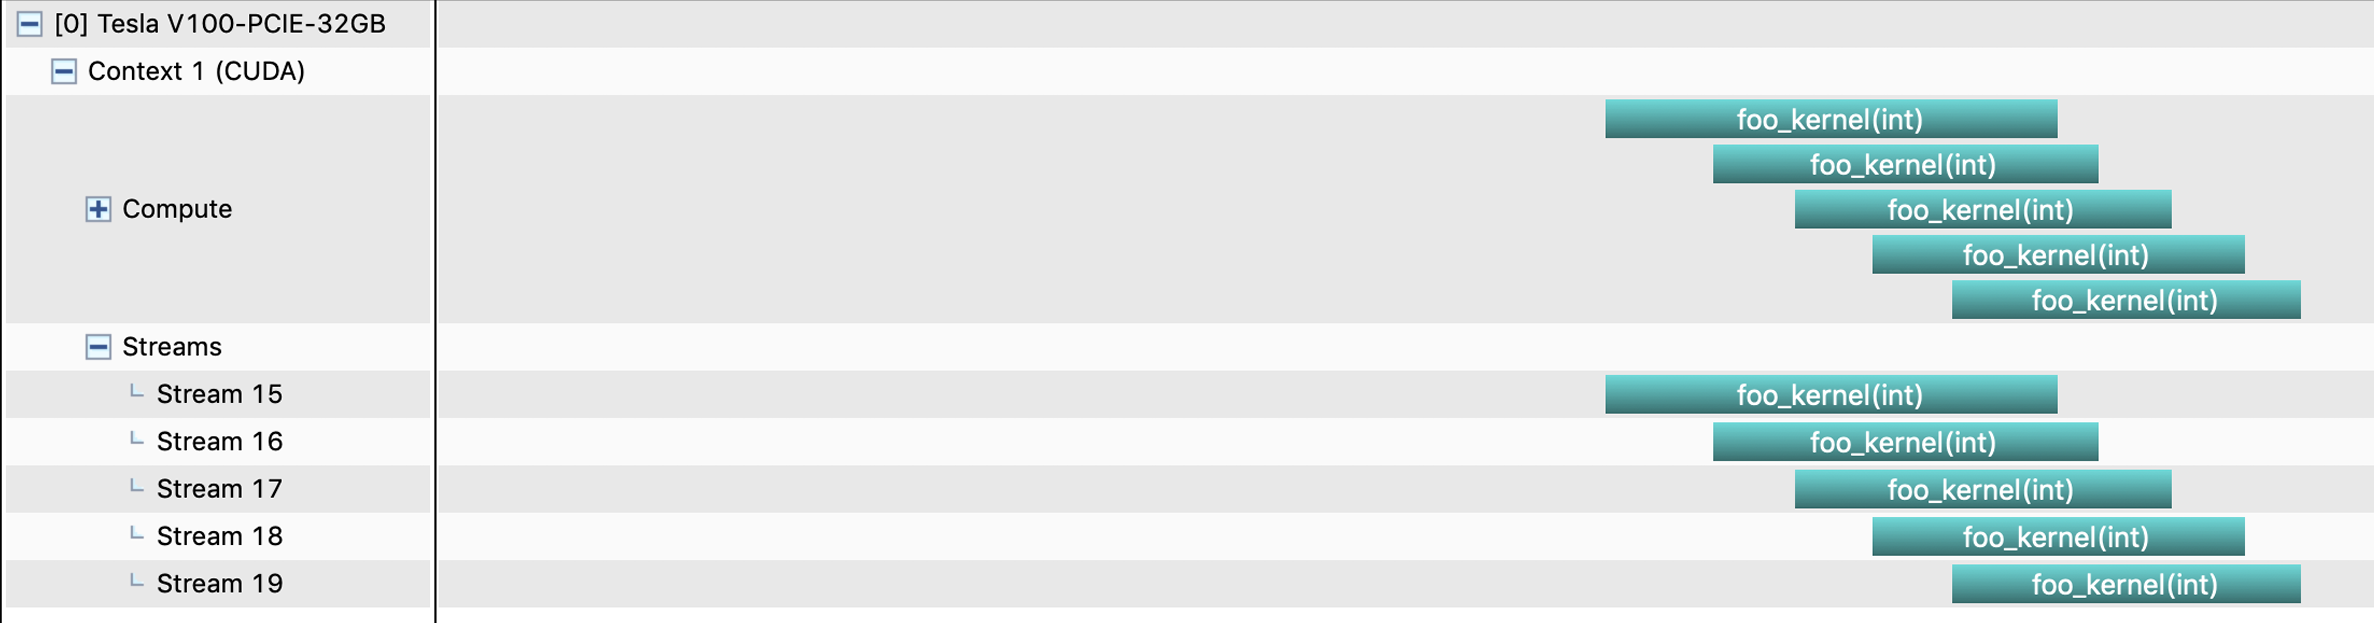 [0] Tesla V100-PCIE-32GB
Context 1 (CUDA)
foo_kernel(int)
foo_kernel(int)
Compute
foo_kernel(int)
foo_kernel(int)
foo_kernel(int)
Streams
Stream 15
foo_kernel(int)
Stream 16
foo_kernel(int)
Stream 17
foo_kernel(int)
Stream 18
foo_kernel(int)
Stream 19
foo_kernel(int)